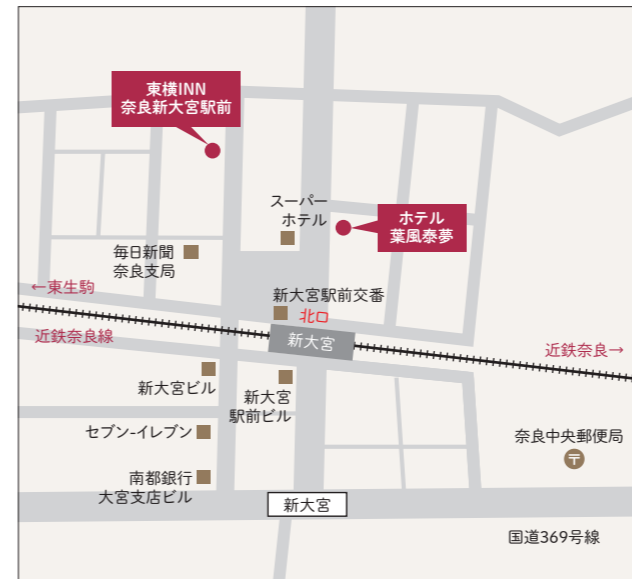 東横INN
奈良新大宮駅前
スーパー
ホテル
ホテル
葉風泰夢
毎日新聞
奈良支局
←東生駒
新大宮駅前交番
北口
近鉄奈良線
新大宮
近鉄奈良→
新大宮ビル
新大宮
駅前ビル
セブン-イレブン
奈良中央郵便局
〒
南都銀行
大宮支店ビル
新大宮
国道369号線